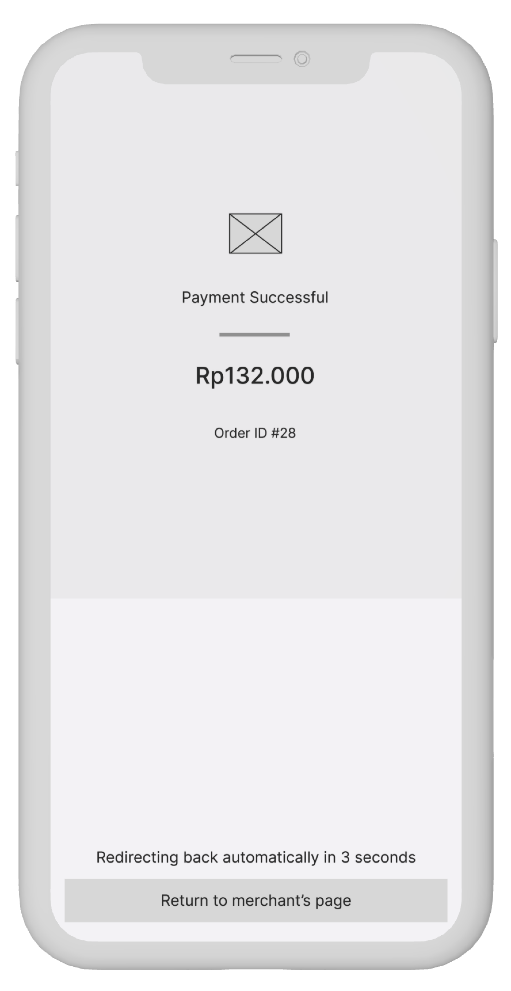 Payment Successful
Rp132.000
Order ID #28
Redirecting back automatically in 3 seconds
Return to merchant's page